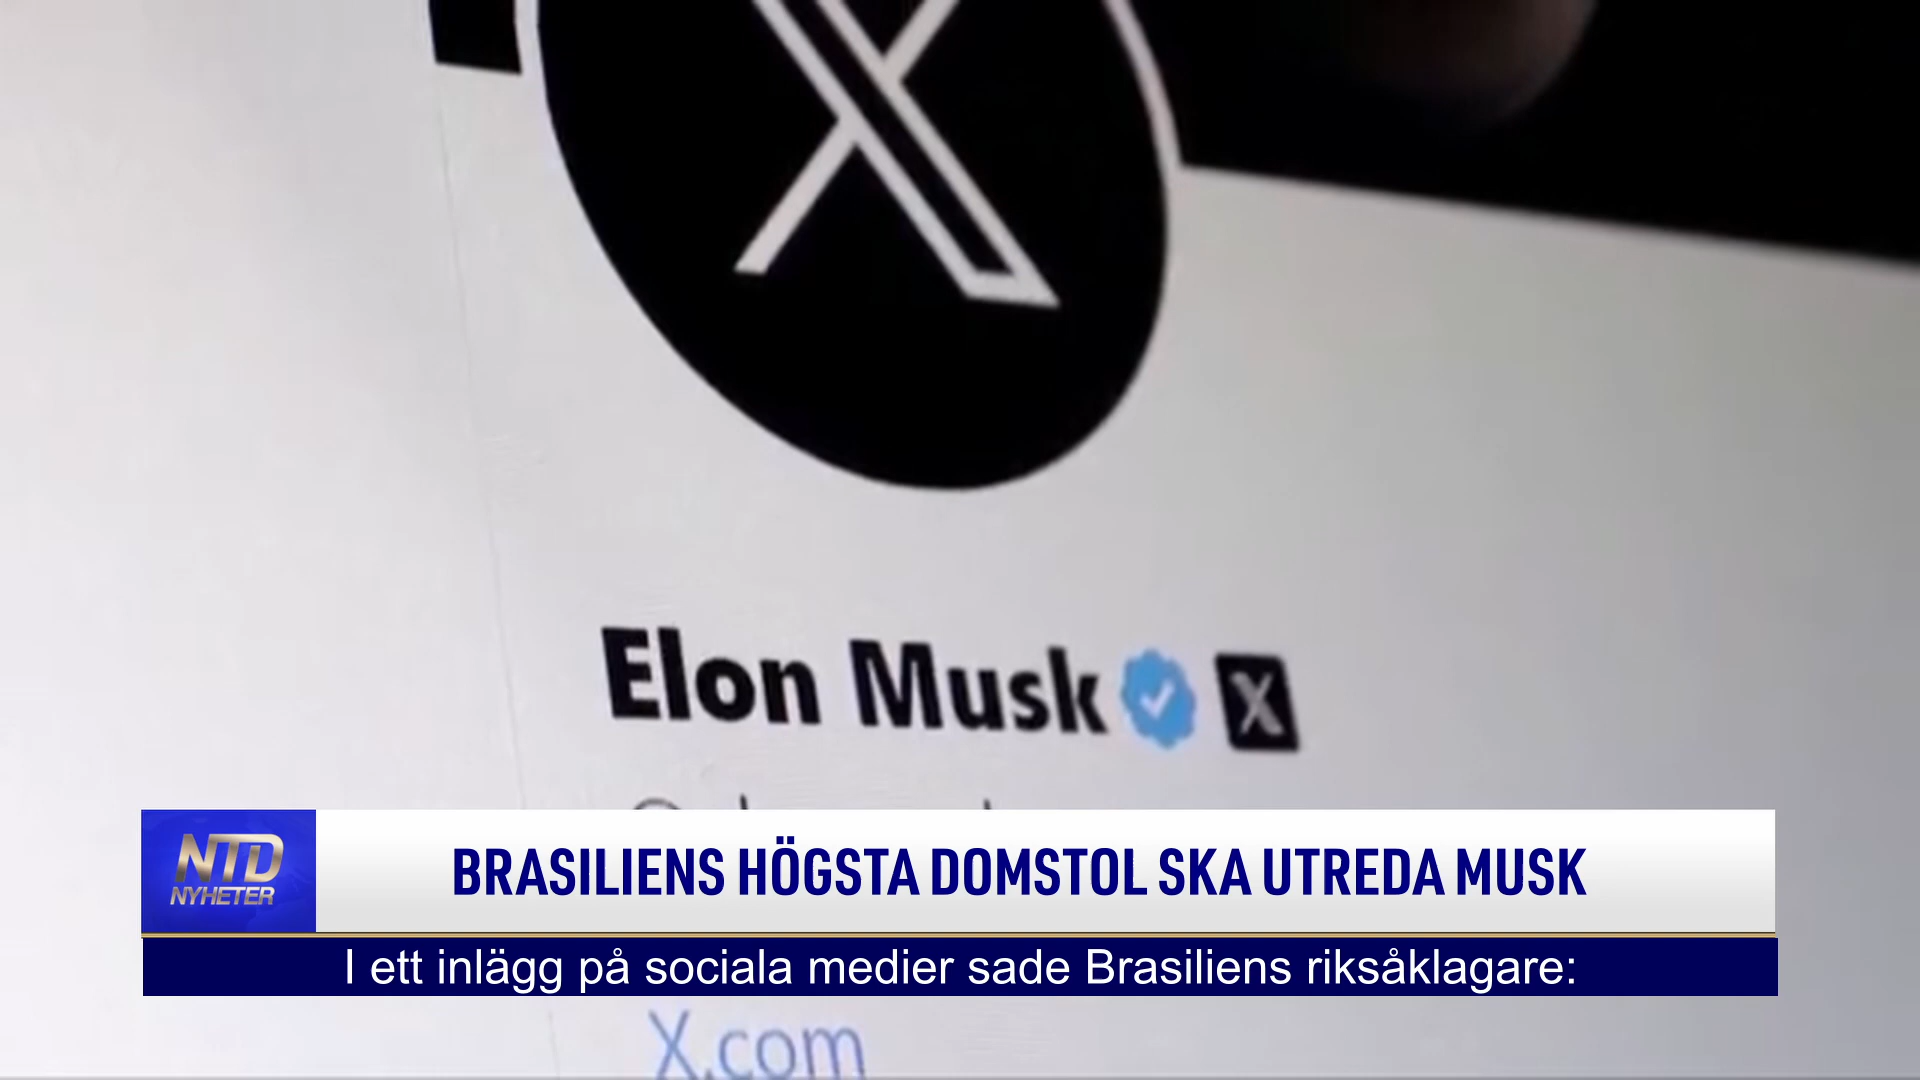 X
Elon Musk
X
NTD
NYHETER
BRASILIENS HÖGSTA DOMSTOL SKA UTREDA MUSK
I ett inlägg på sociala medier sade Brasiliens riksåklagare:
X.com